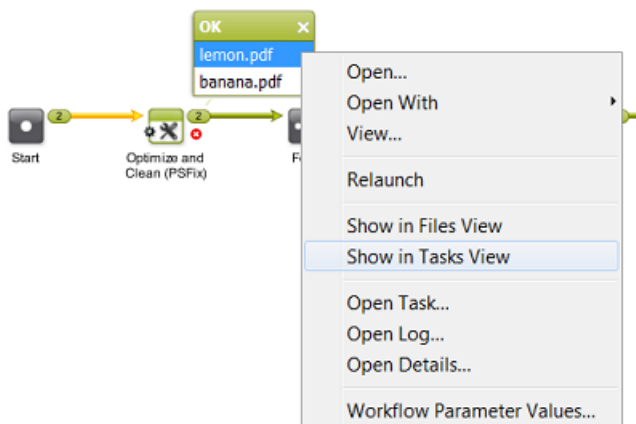 OK
lemon.pdf
banana.pdf
2
2
Start
Optimize and
Clean (PSFix)
Open...
Open With
View...
Relaunch
Show in Files View
Show in Tasks View
Open Task...
Open Log...
Open Details...
Workflow Parameter Values...